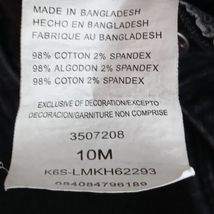 MADE IN BANGLADESH
HECHO EN BANGLADESH
FABRIQUE AU BANGLADESH
98% COTTON 2% SPANDEX
98% ALGODON 2% SPANDEX
98% COTON 2% SPANDEX
EXCLUSIVE OF DECORATION/EXCEPTO
DECORACION/GARNITURE NON COMPRISE
3507208
10M
K6S-LMKH62293
084084796189